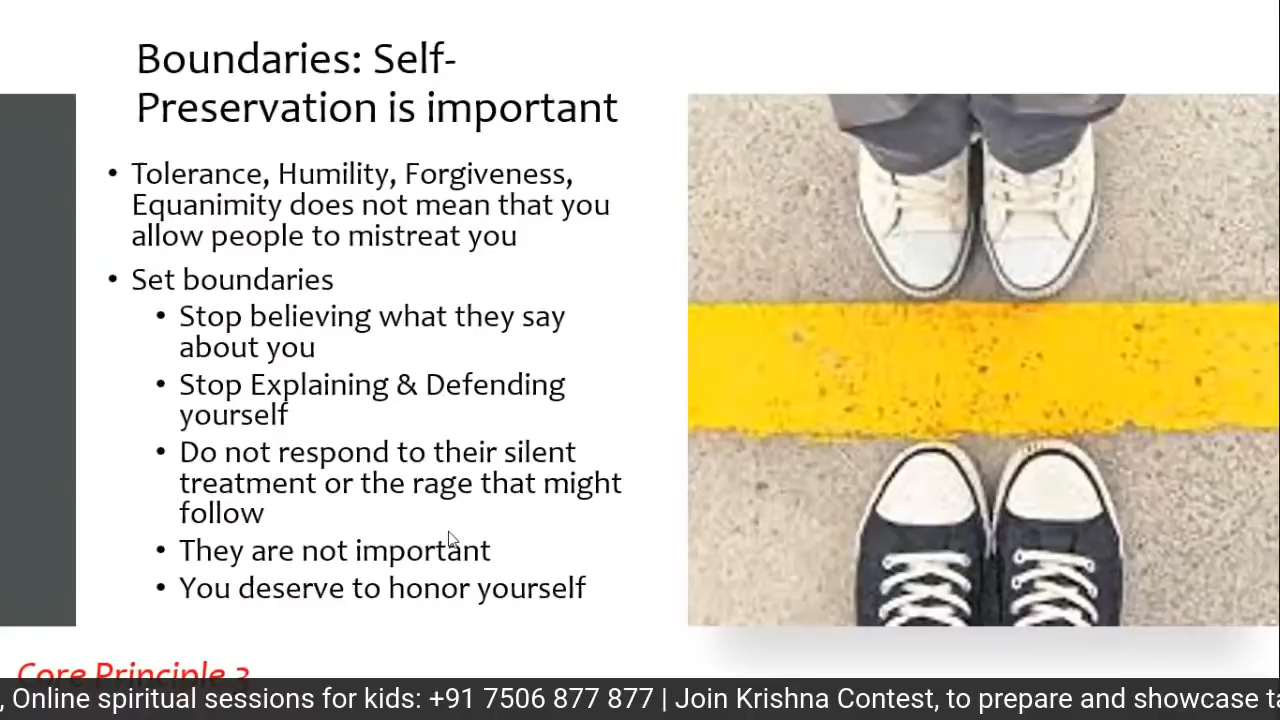 Boundaries: Self-
Preservation is important
• Tolerance, Humility, Forgiveness,
Equanimity does not mean that you
allow people to mistreat you
• Set boundaries
• Stop believing what they say
about you
• Stop Explaining & Defending
yourself
• Do not respond to their silent
treatment or the rage that might
follow
• They are not important
• You deserve to honor yourself
Core Principle 3
, Online spiritual sessions for kids: +91 7506 877 877 | Join Krishna Contest, to prepare and showcase ta